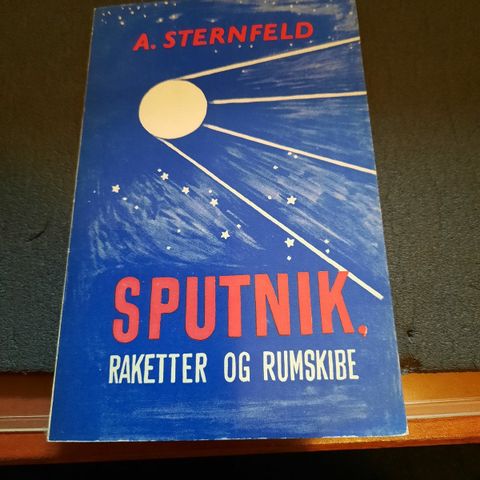 A. STERNFELD
SPUTNIK,
RAKETTER OG RUMSKIBE